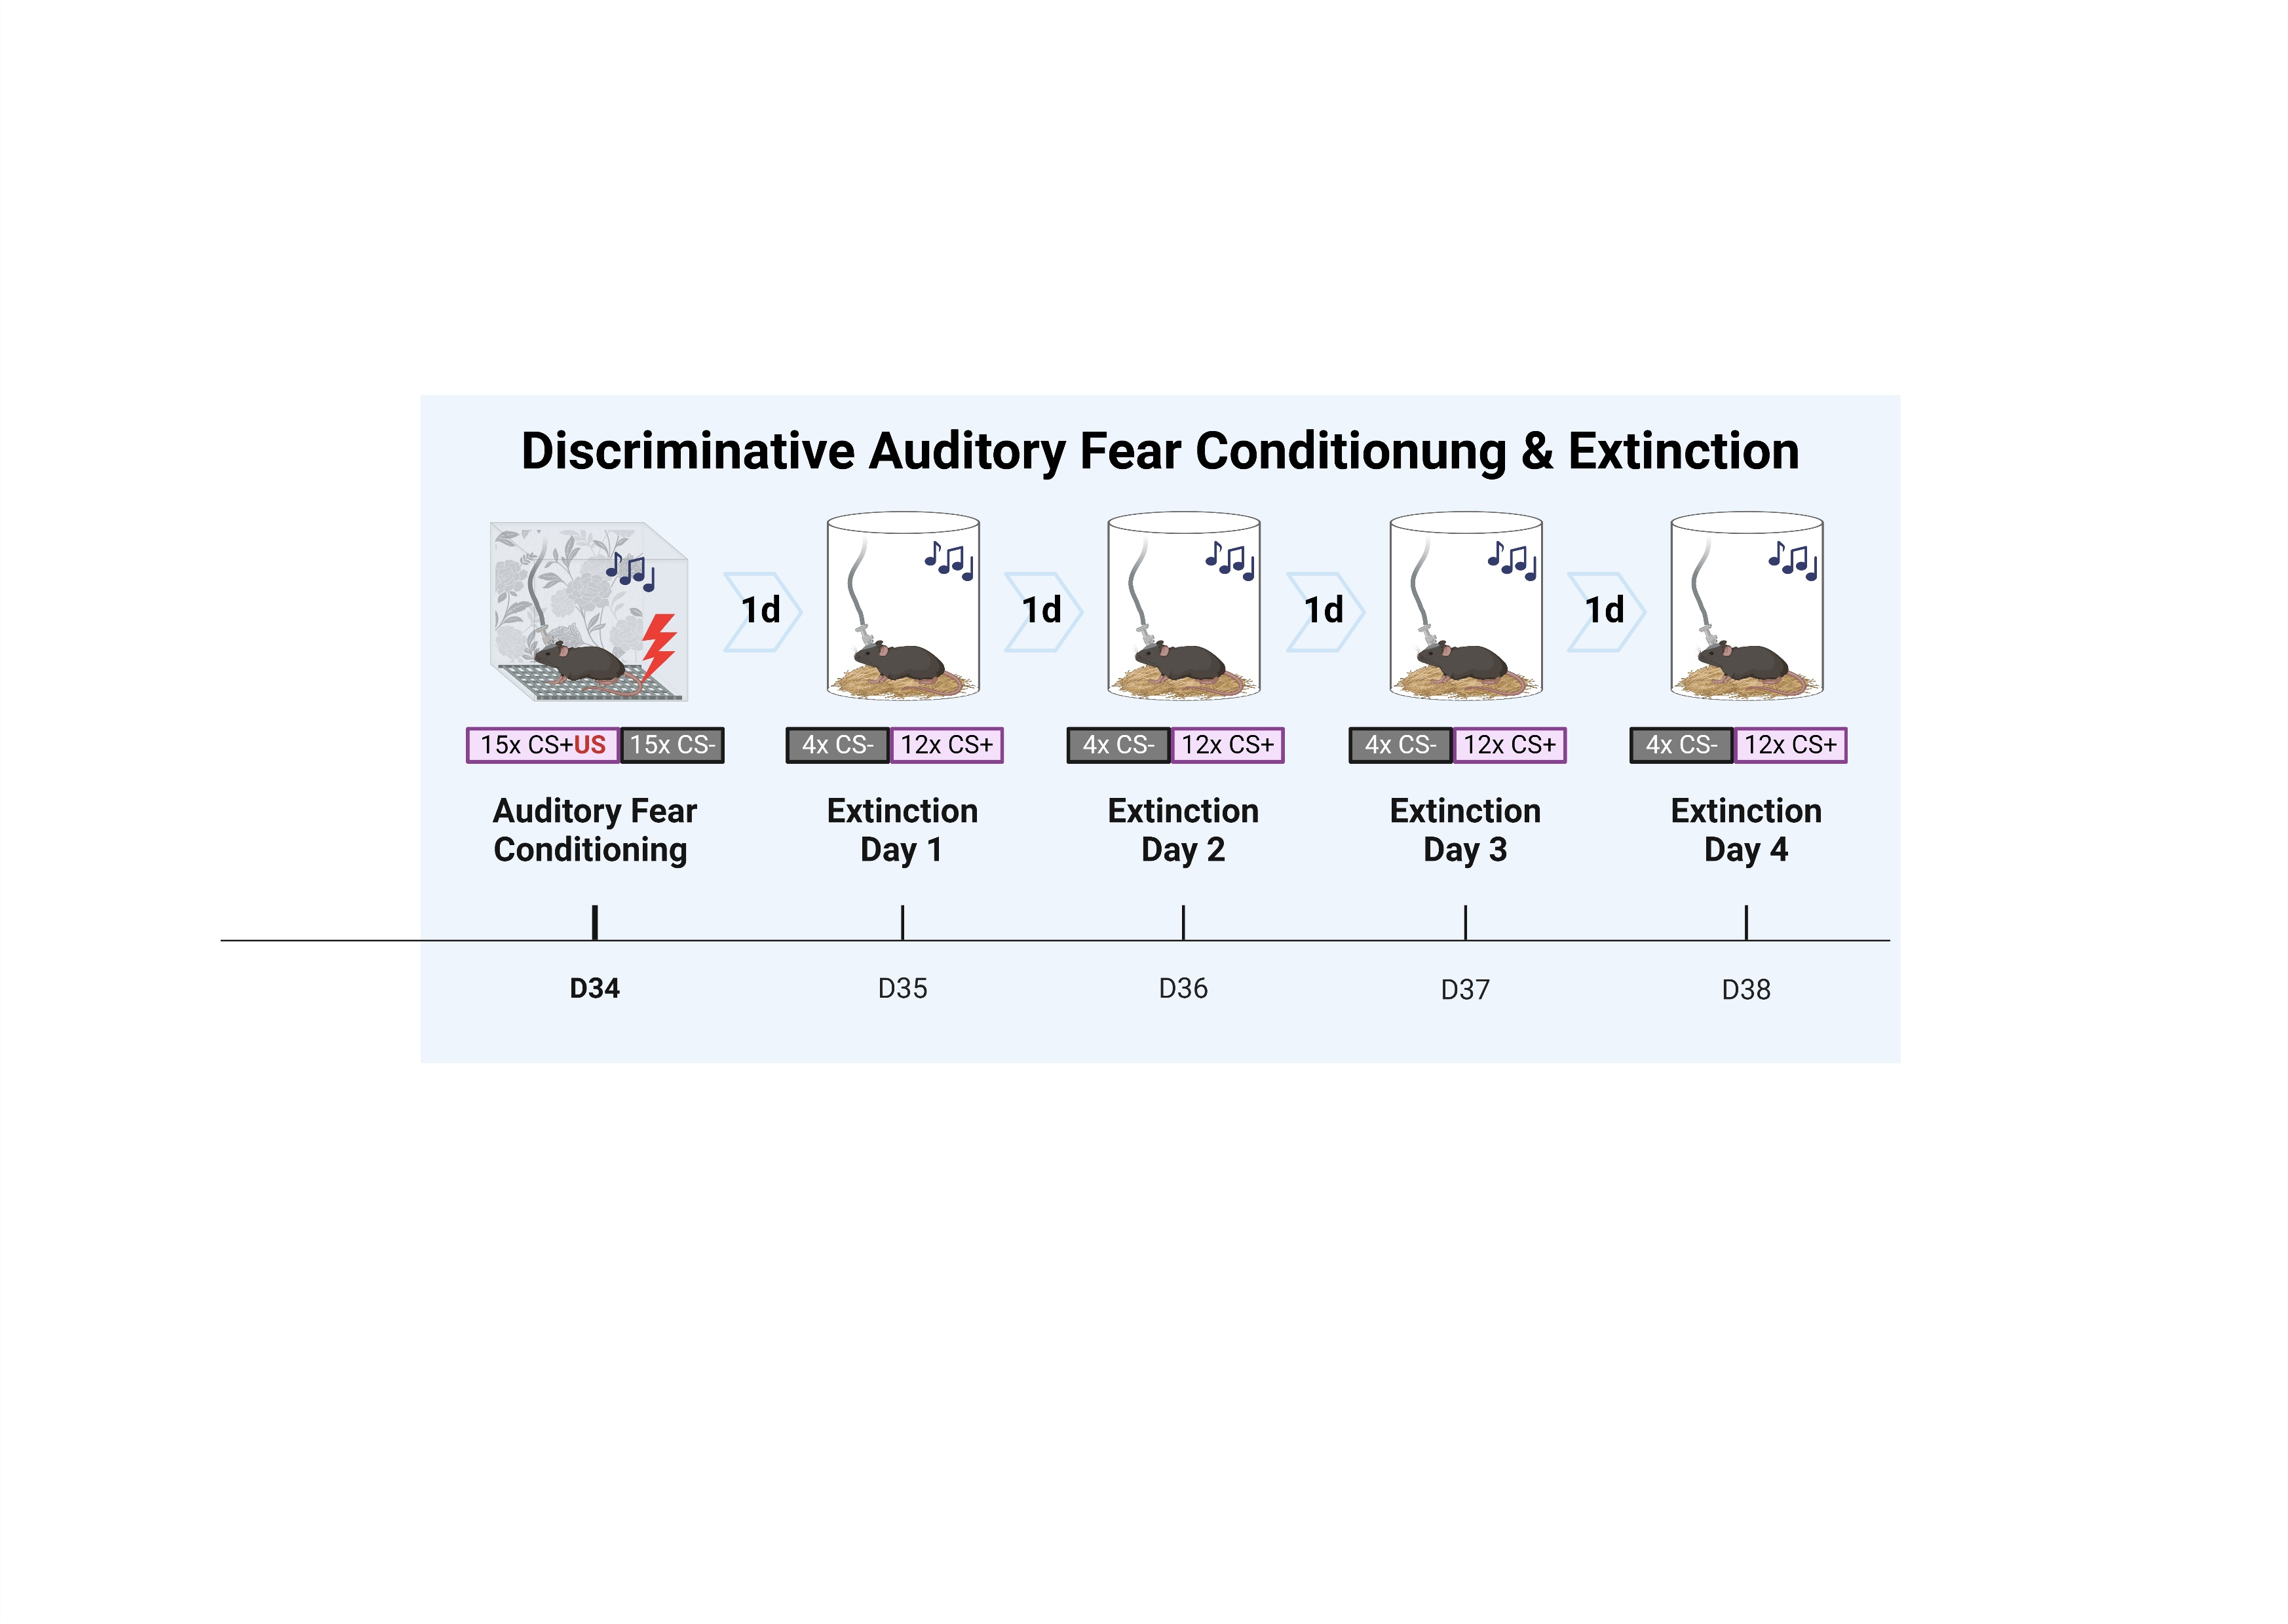 Discriminative Auditory Fear Conditionung & Extinction
1d 1d 1d 1d
15x CS+US 15x CS- 4x CS- 12x CS+ 4x CS- 12x CS+ 4x CS- 12x CS+ 4x CS- 12x CS+
Auditory Fear Extinction Extinction Extinction Extinction
Conditioning Day 1 Day 2 Day 3 Day 4
D34 D35 D36 D37 D38